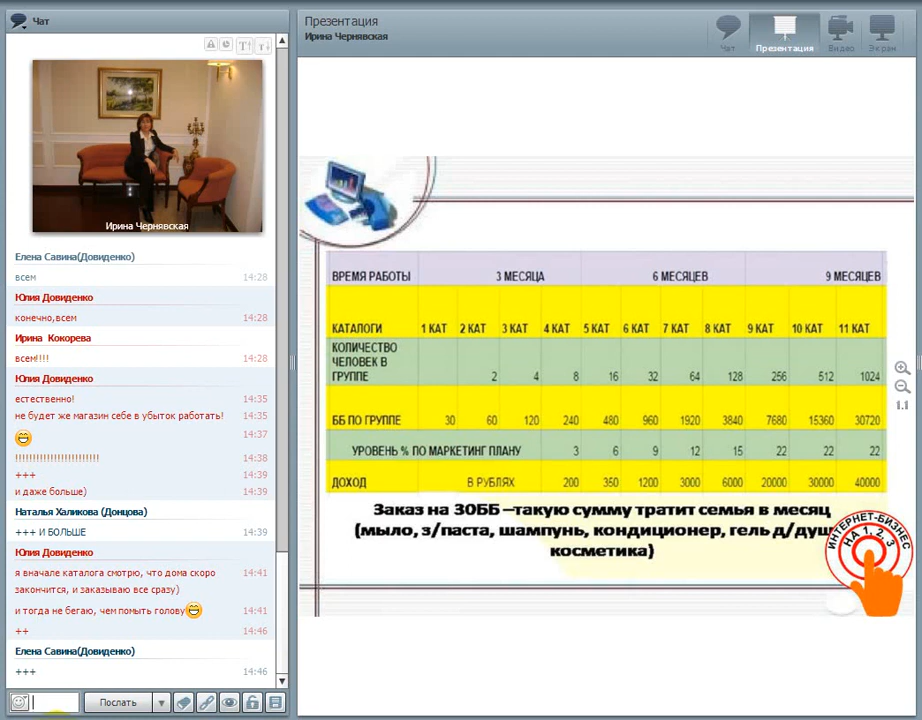 Чат
Ирина Чернявская
Елена Савина(Довиденко)
всем 14:28
Юлия Довиденко
конечно,всем 14:28
Ирина Кокорева
всем!!!! 14:28
Юлия Довиденко
естественно! 14:35
не будет же магазин себе в убыток работать! 14:35
14:37
!!!!!!!!!!!!!!!!!!!!!!!! 14:38
+++ 14:39
и даже больше) 14:39
Наталья Халикова (Донцова)
+++ И БОЛЬШЕ 14:39
Юлия Довиденко
я вначале каталога смотрю, что дома скоро 14:41
закончится, и заказываю все сразу)
и тогда не бегаю, чем помыть голову 14:41
++ 14:46
Елена Савина(Довиденко)
+++ 14:46
Послать
Презентация
Ирина Чернявская
Чат Презентация Видео Экран
ВРЕМЯ РАБОТЫ 3 МЕСЯЦА 6 МЕСЯЦЕВ 9 МЕСЯЦЕВ
КАТАЛОГИ 1 КАТ 2 КАТ 3 КАТ 4 КАТ 5 КАТ 6 КАТ 7 КАТ 8 КАТ 9 КАТ 10 КАТ 11 КАТ
КОЛИЧЕСТВО
ЧЕЛОВЕК В
ГРУППЕ 2 4 8 16 32 64 128 256 512 1024
ББ ПО ГРУППЕ 30 60 120 240 480 960 1920 3840 7680 15360 30720
УРОВЕНЬ % ПО МАРКЕТИНГ ПЛАНУ 3 6 9 12 15 22 22 22
ДОХОД В РУБЛЯХ 200 350 1200 3000 6000 20000 30000 40000
Заказ на 30ББ –такую сумму тратит семья в месяц
(мыло, з/паста, шампунь, кондиционер, гель д/душ
косметика)
ИНТЕРНЕТ-БИЗНЕС
НА 1, 2, 3
1.1